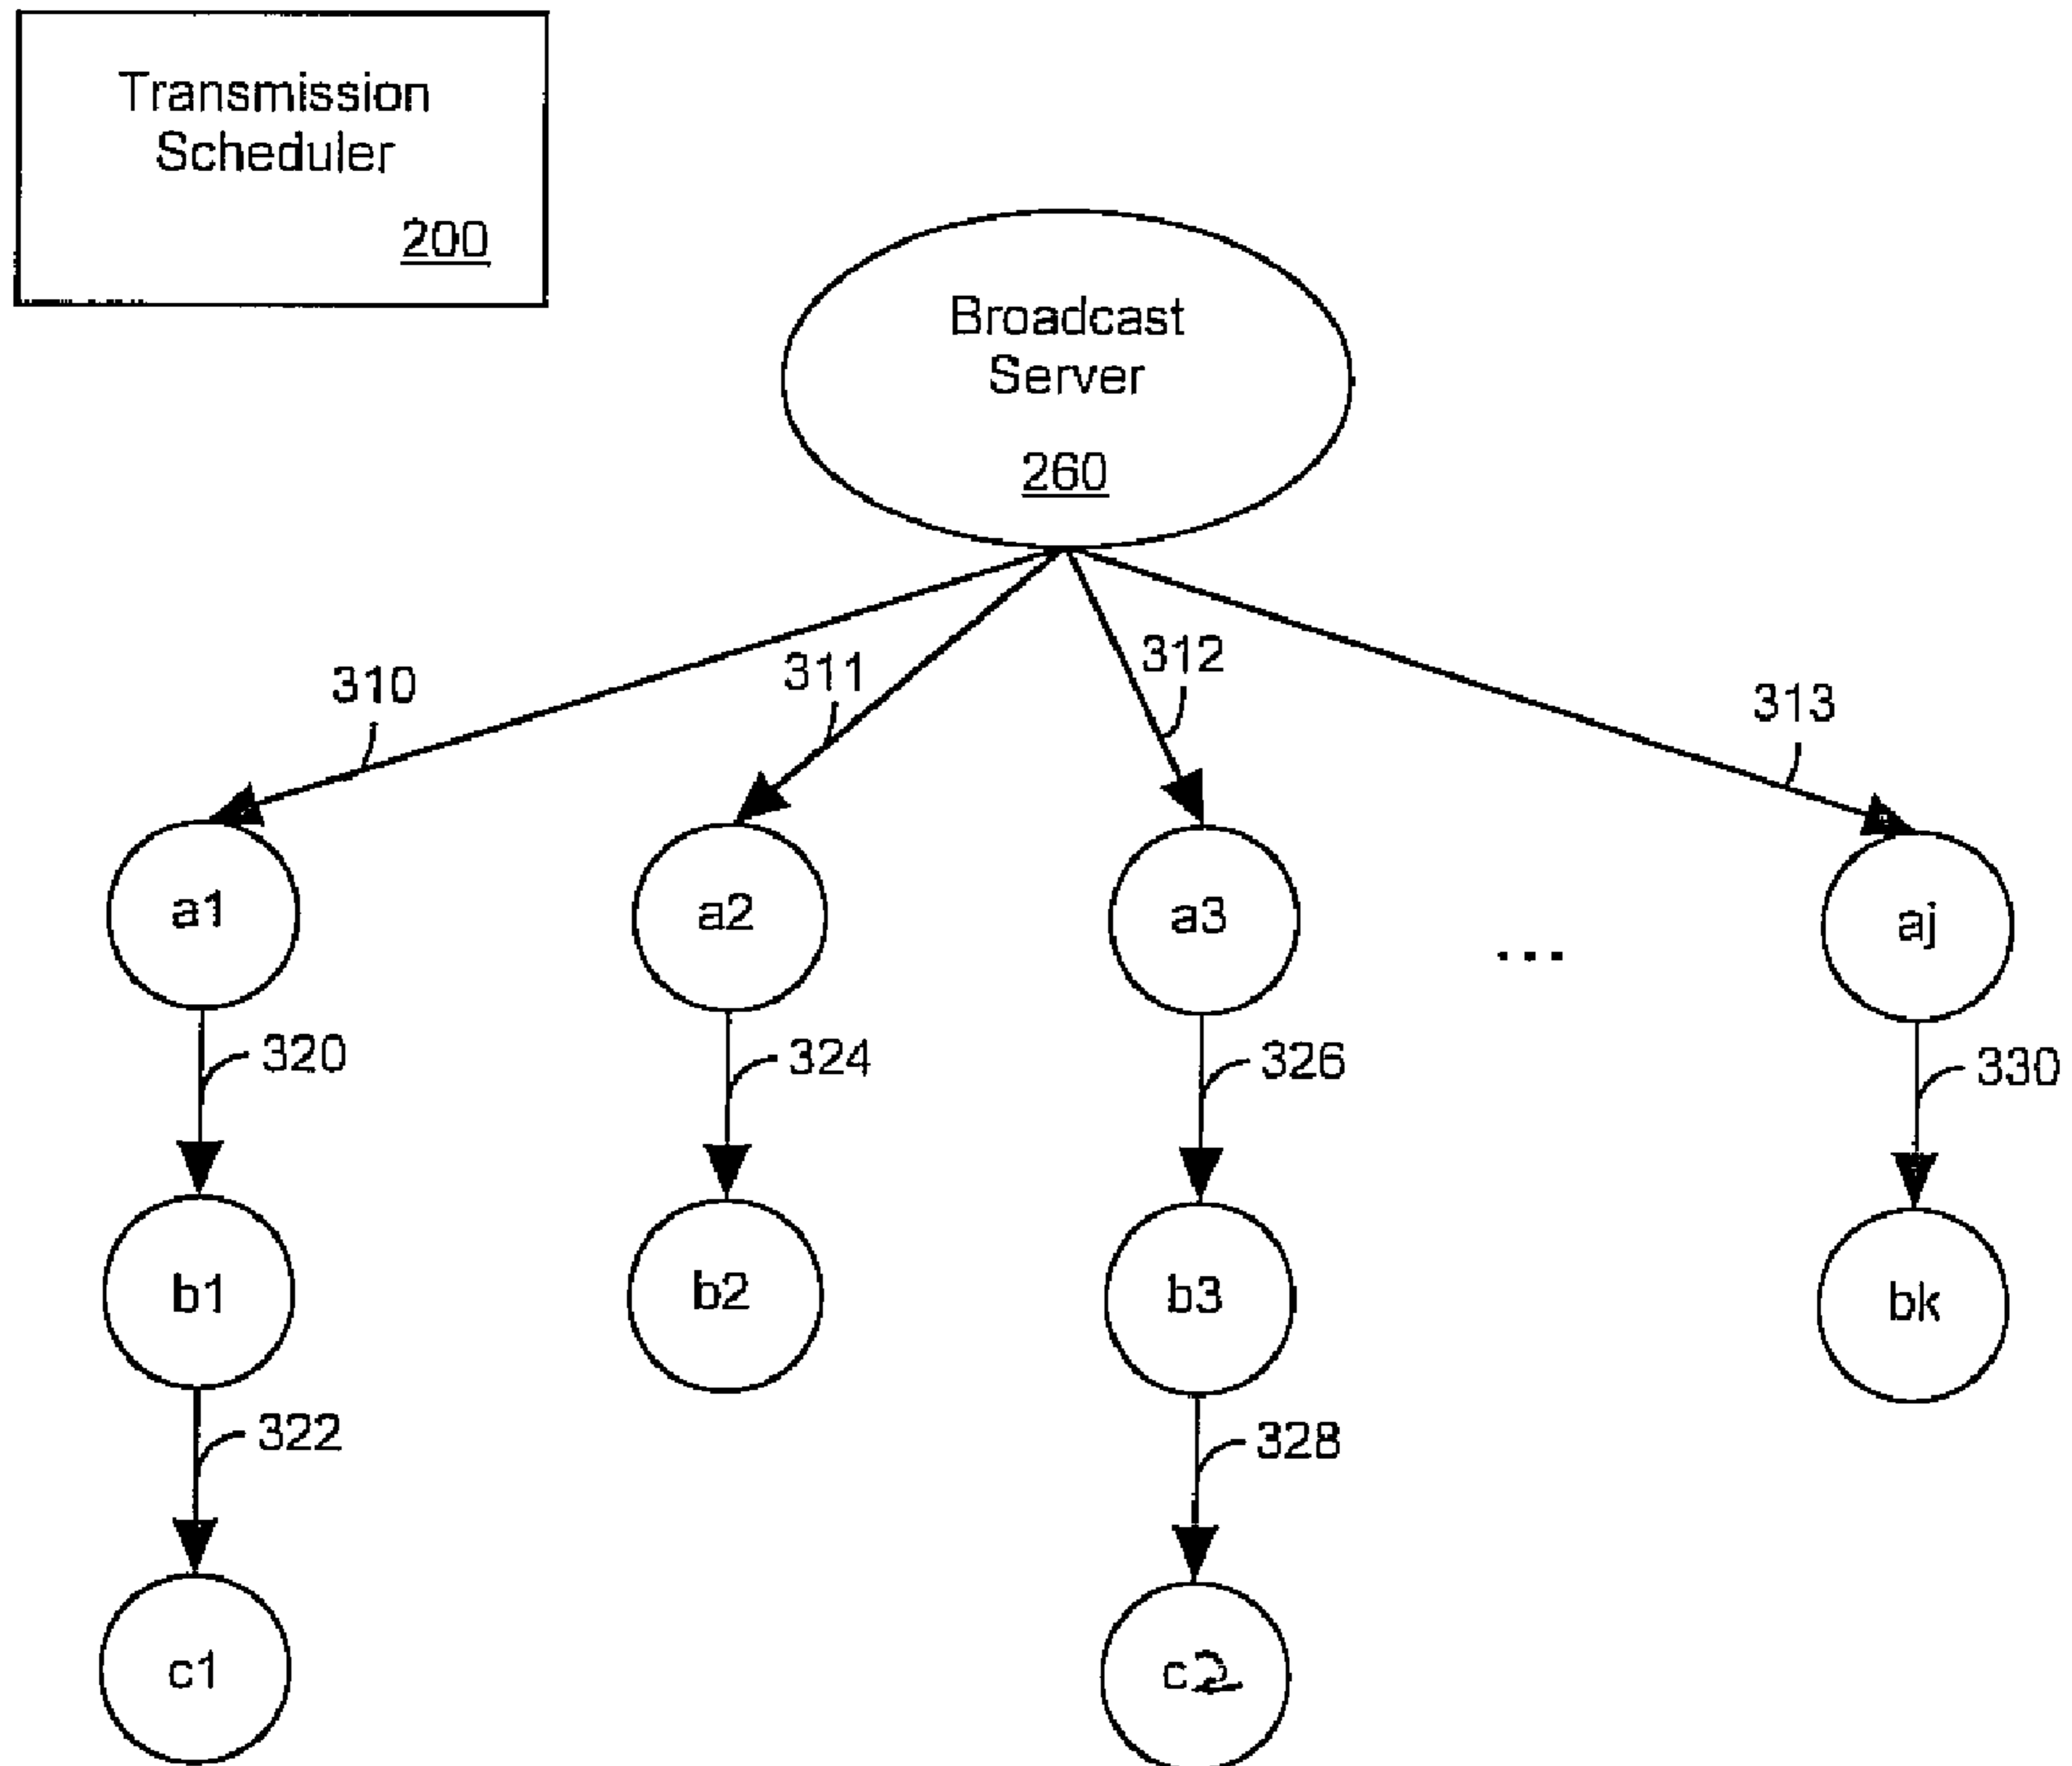 Transmission
Scheduler
200
Broadcast
Server
260
310
311
312
313
a1
a2
a3
...
aj
320
324
326
330
b1
b2
b3
bk
322
328
c1
c2